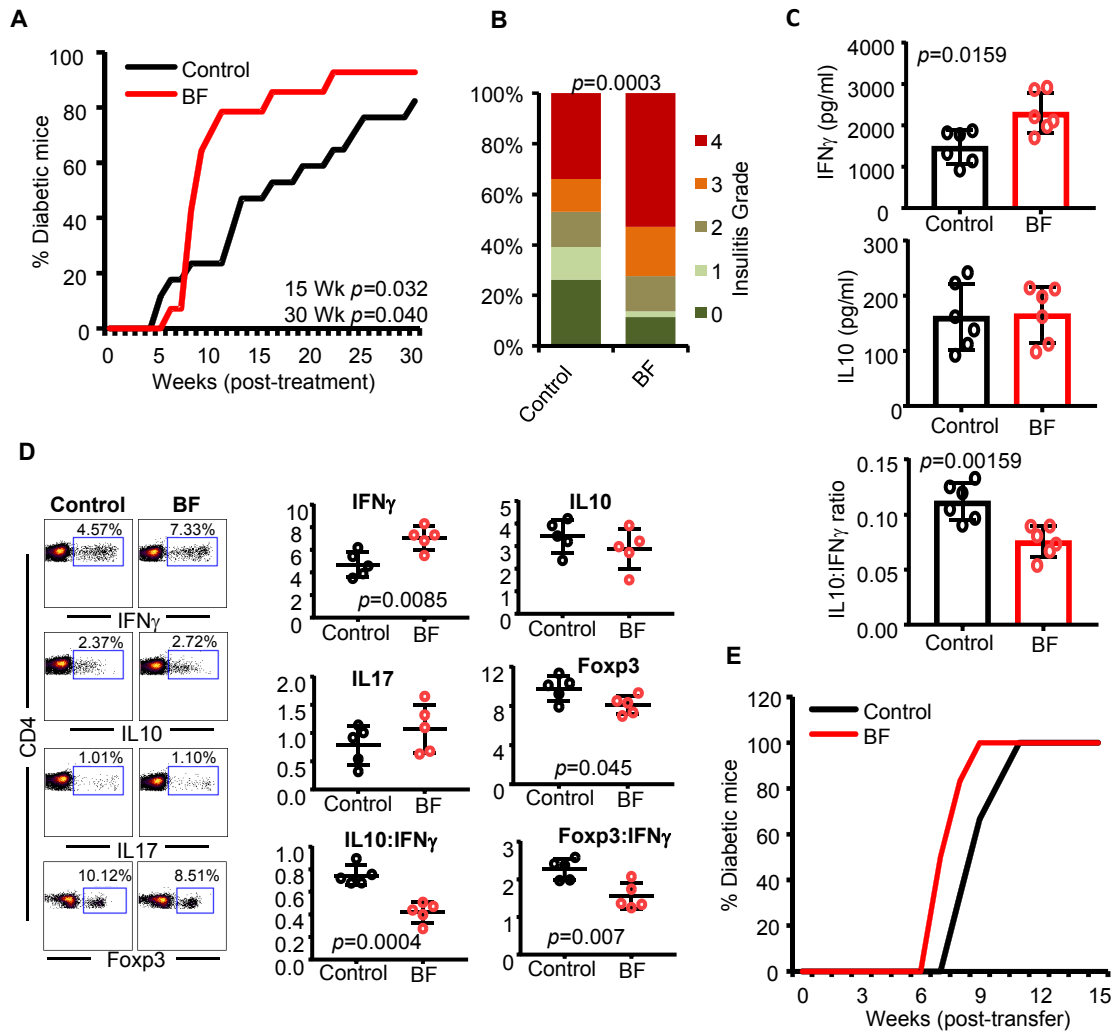 A
100
80
60
40
20
0
% Diabetic mice
Control
BF
15 Wk p=0.032
30 Wk p=0.040
0 5 10 15 20 25 30
Weeks (post-treatment)
B
p=0.0003
100%
80%
60%
40%
20%
0%
Control
BF
4
3
2
1
0
Insulitis Grade
C
4000
3000
2000
1000
0
IFNγ (pg/ml)
p=0.0159
Control BF
300
200
100
0
IL10 (pg/ml)
Control BF
0.15
0.10
0.05
0.00
IL10:IFNγ ratio
p=0.00159
Control BF
D
Control BF
4.57% 7.33%
IFNγ
2.37% 2.72%
IL10
1.01% 1.10%
IL17
10.12% 8.51%
Foxp3
CD4
IFNγ
10
8
6
4
2
0
p=0.0085
Control BF
IL10
5
4
3
2
1
0
Control BF
IL17
2.0
1.5
1.0
0.5
0.0
Control BF
Foxp3
12
9
6
3
0
p=0.045
Control BF
IL10:IFNγ
1.0
0.8
0.6
0.4
0.2
0.0
p=0.0004
Control BF
Foxp3:IFNγ
3
2
1
0
p=0.007
Control BF
E
120
100
80
60
40
20
0
% Diabetic mice
Control
BF
0 3 6 9 12 15
Weeks (post-transfer)